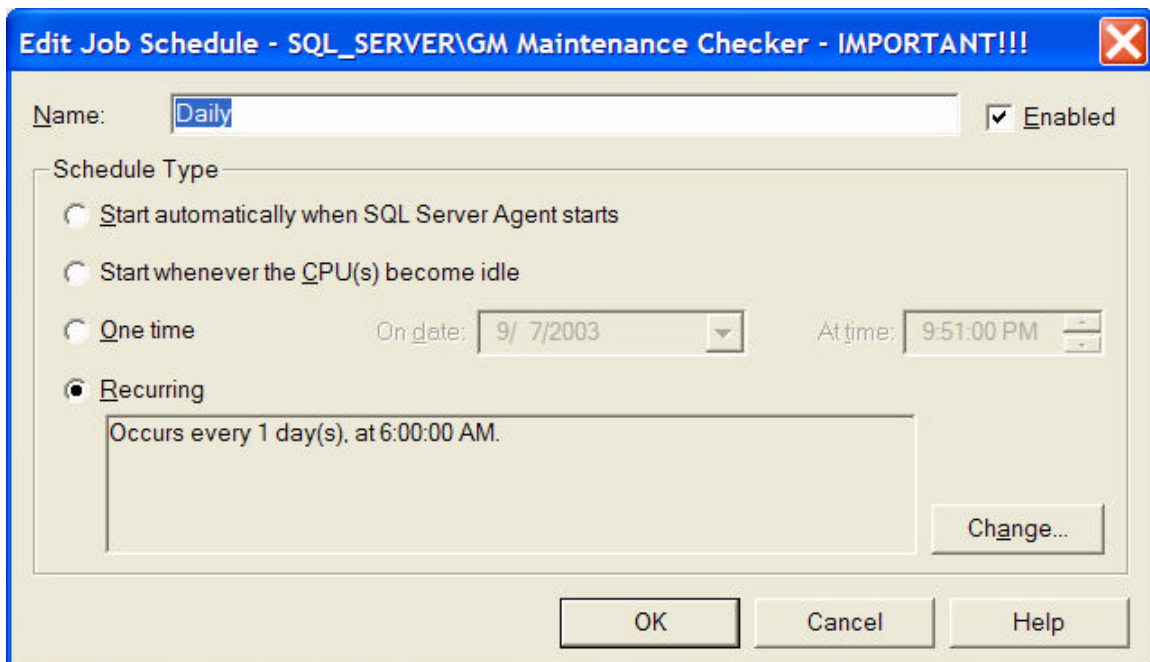 Edit Job Schedule - SQL_SERVER\GM Maintenance Checker - IMPORTANT!!!
Name: Daily Enabled
Schedule Type
Start automatically when SQL Server Agent starts
Start whenever the CPU(s) become idle
One time On date: 9/ 7/2003 At time: 9:51:00 PM
Recurring
Occurs every 1 day(s), at 6:00:00 AM.
Change...
OK Cancel Help